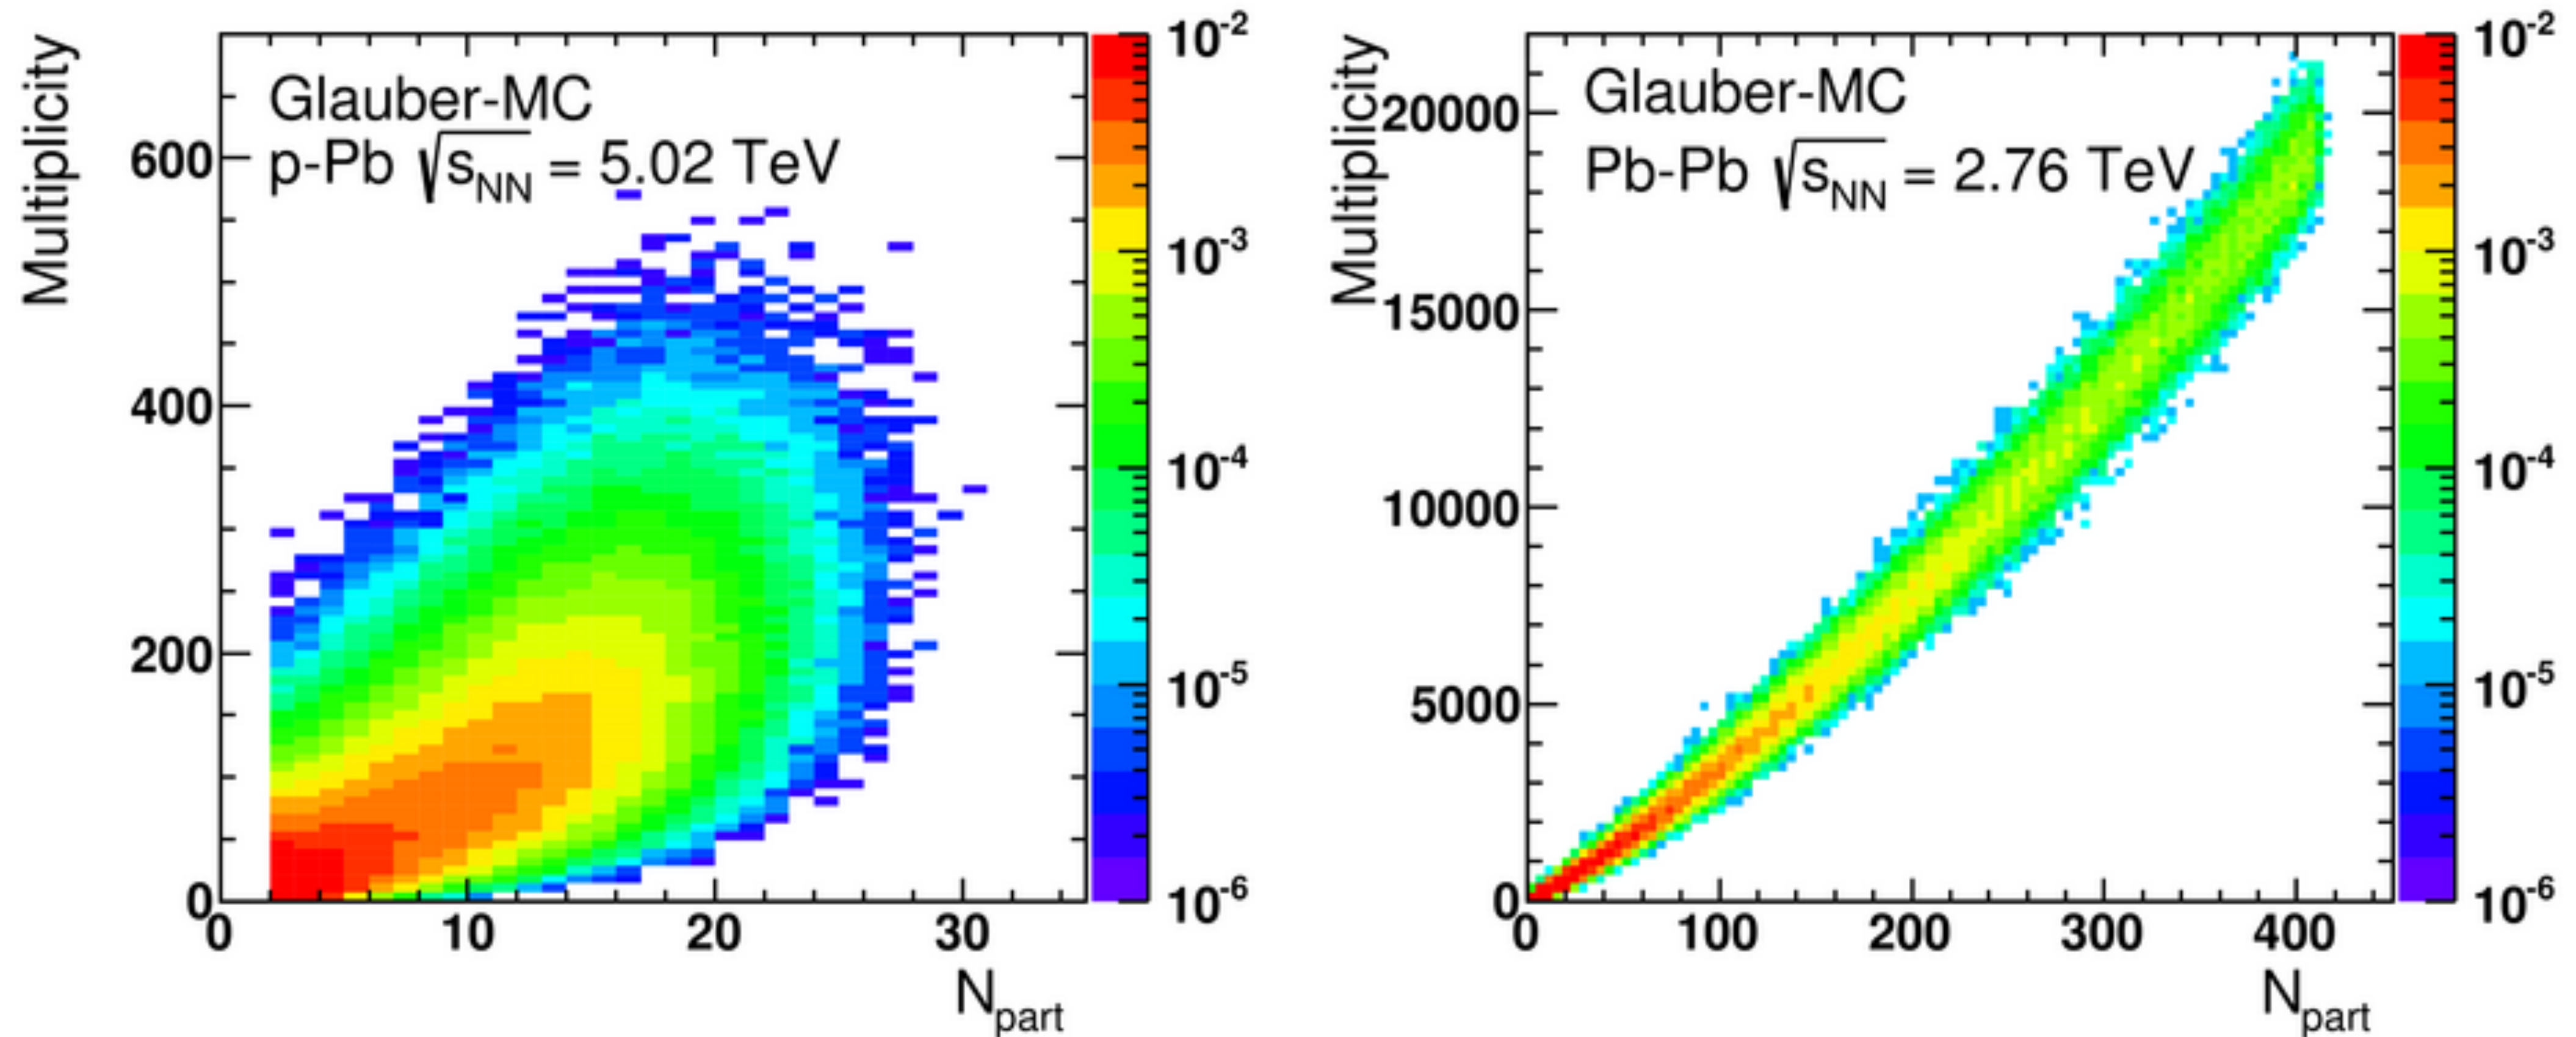 Multiplicity
Glauber-MC
p-Pb √sNN = 5.02 TeV
600
400
200
0
0 10 20 30
Npart
10-2
10-3
10-4
10-5
10-6
Multiplicity
Glauber-MC
Pb-Pb √sNN = 2.76 TeV
20000
15000
10000
5000
0
0 100 200 300 400
Npart
10-2
10-3
10-4
10-5
10-6